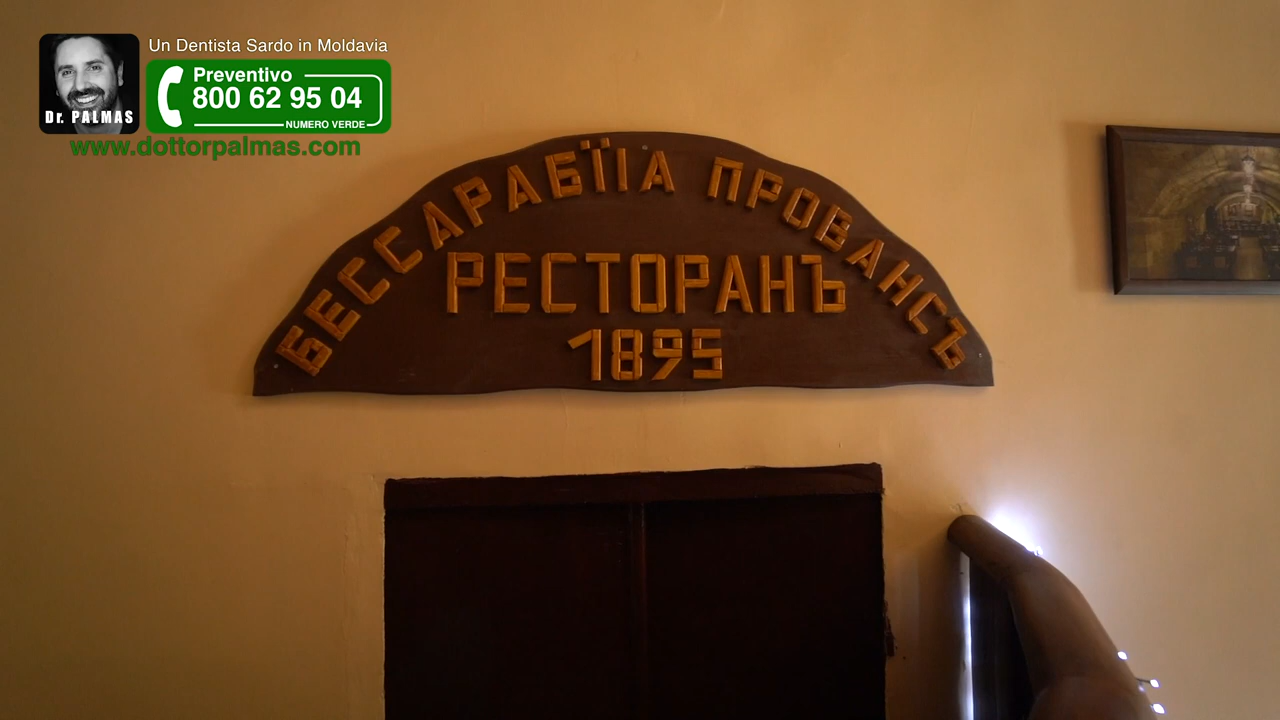 Un Dentista Sardo in Moldavia
Preventivo
800 62 95 04
NUMERO VERDE
Dr. PALMAS
www.dottorpalmas.com
БЕССАРАБЇІА ПРОВАНСЪ
РЕСТОРАНЪ
1895